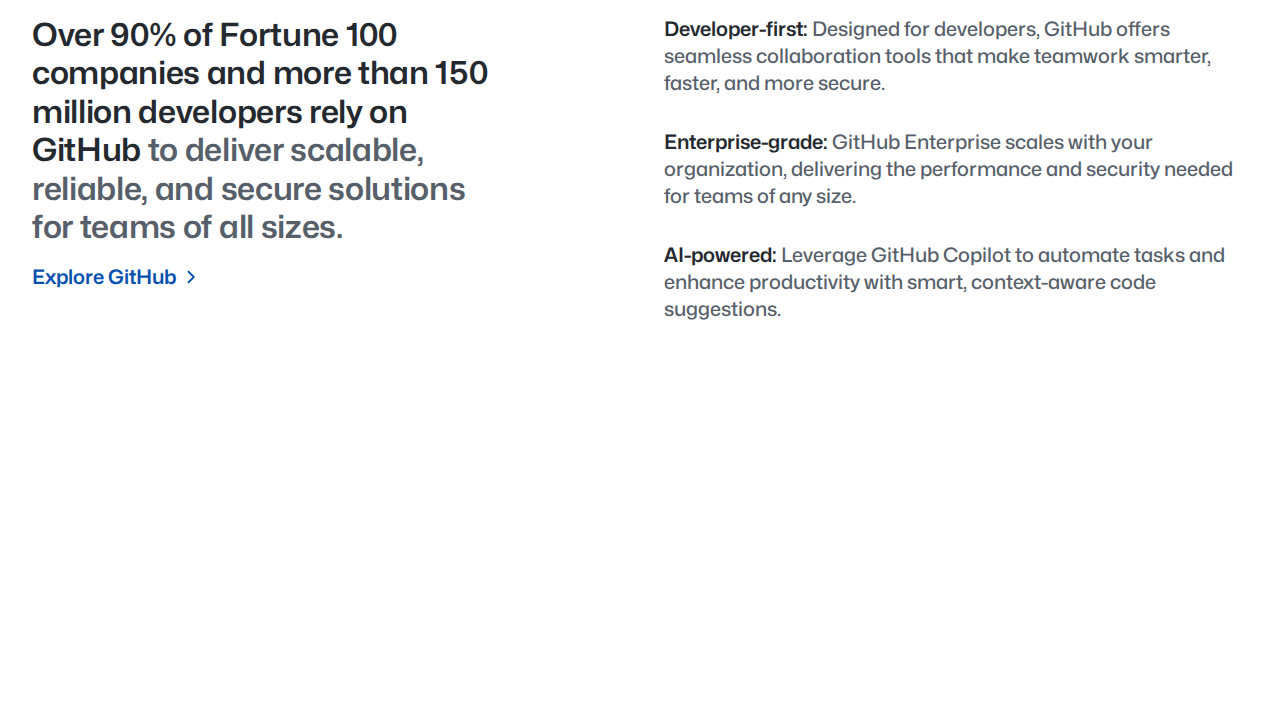 Over 90% of Fortune 100
companies and more than 150
million developers rely on
GitHub to deliver scalable,
reliable, and secure solutions
for teams of all sizes.
Explore GitHub
Developer-first: Designed for developers, GitHub offers
seamless collaboration tools that make teamwork smarter,
faster, and more secure.
Enterprise-grade: GitHub Enterprise scales with your
organization, delivering the performance and security needed
for teams of any size.
AI-powered: Leverage GitHub Copilot to automate tasks and
enhance productivity with smart, context-aware code
suggestions.